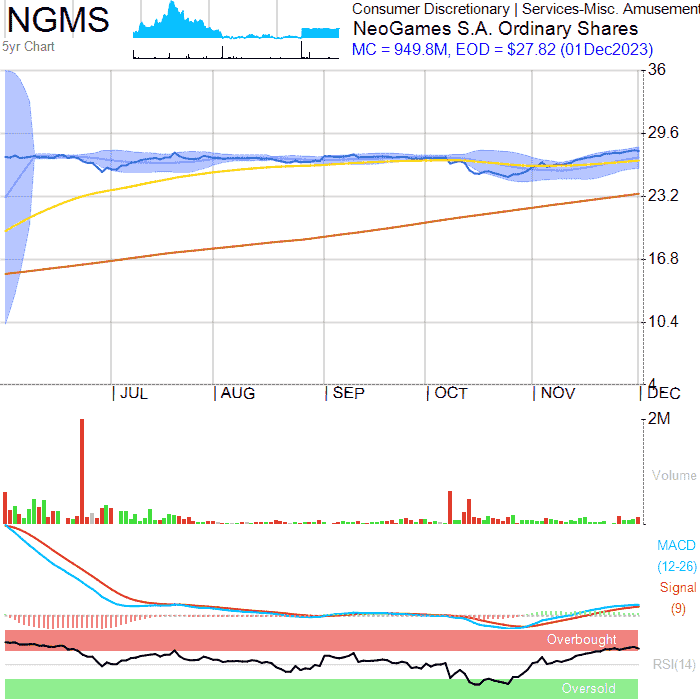 NGMS
5yr Chart
Consumer Discretionary | Services-Misc. Amusement
NeoGames S.A. Ordinary Shares
MC = 949.8M, EOD = $27.82 (01Dec2023)
36
29.6
23.2
16.8
10.4
4
JUL
AUG
SEP
OCT
NOV
DEC
2M
Volume
MACD
(12-26)
Signal
(9)
Overbought
RSI(14)
Oversold